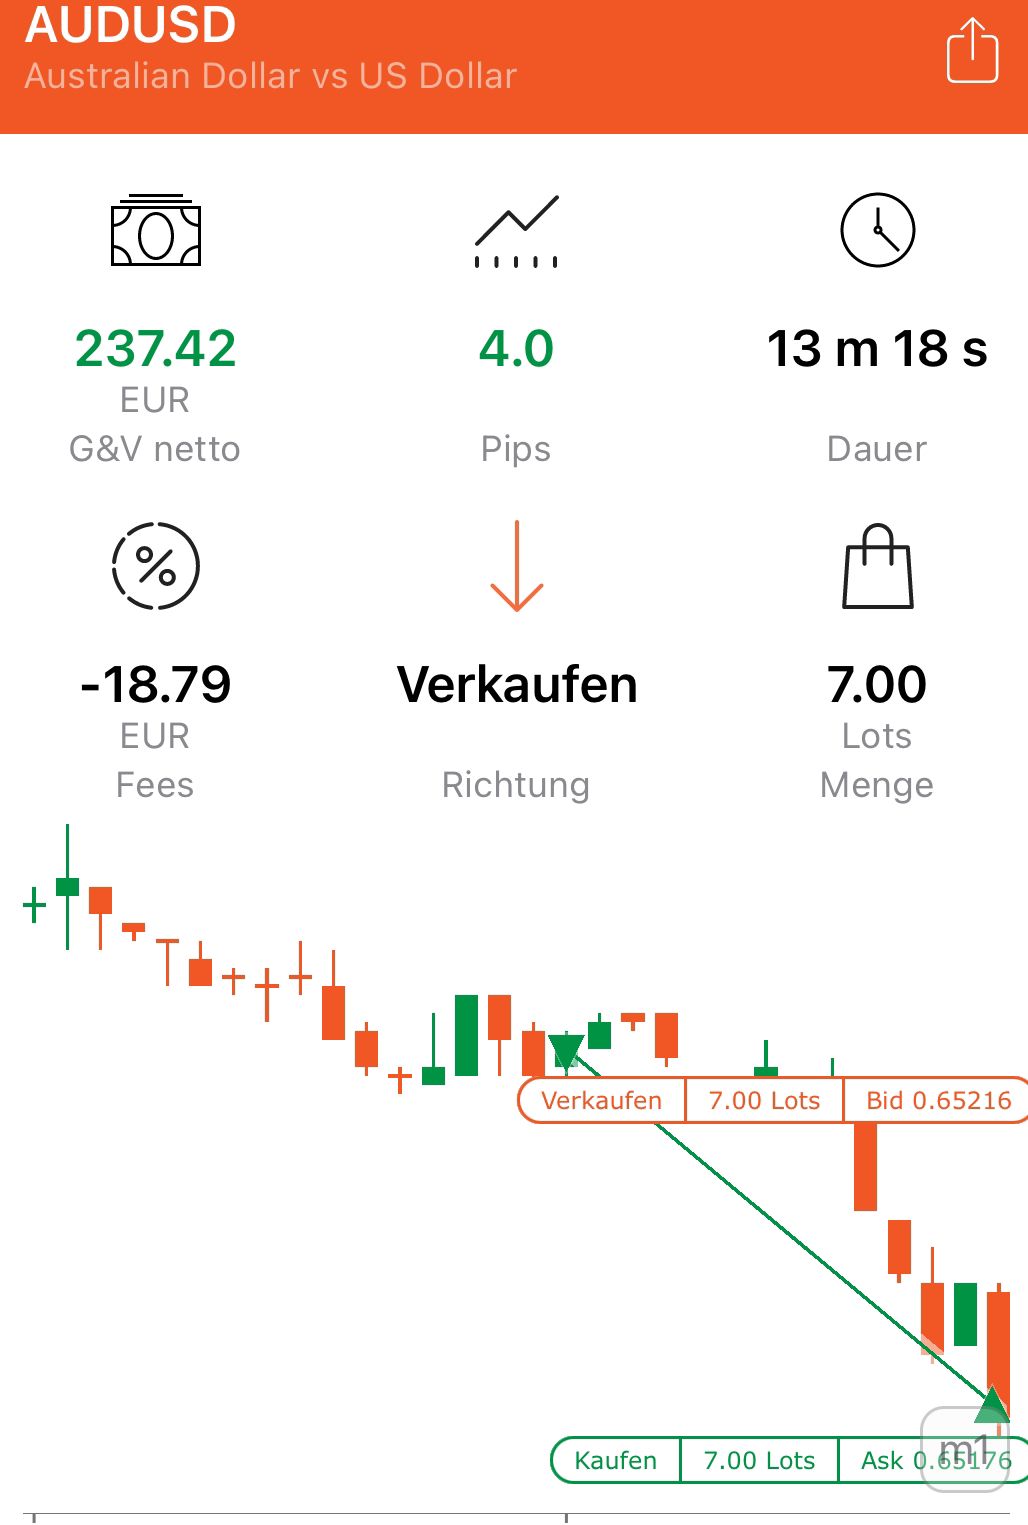 AUDUSD
Australian Dollar vs US Dollar
237.42 4.0 13 m 18 s
EUR
G&V netto Pips Dauer
%
-18.79 Verkaufen 7.00
EUR Lots
Fees Richtung Menge
Verkaufen 7.00 Lots Bid 0.65216
m1
Kaufen 7.00 Lots Ask 0.65176